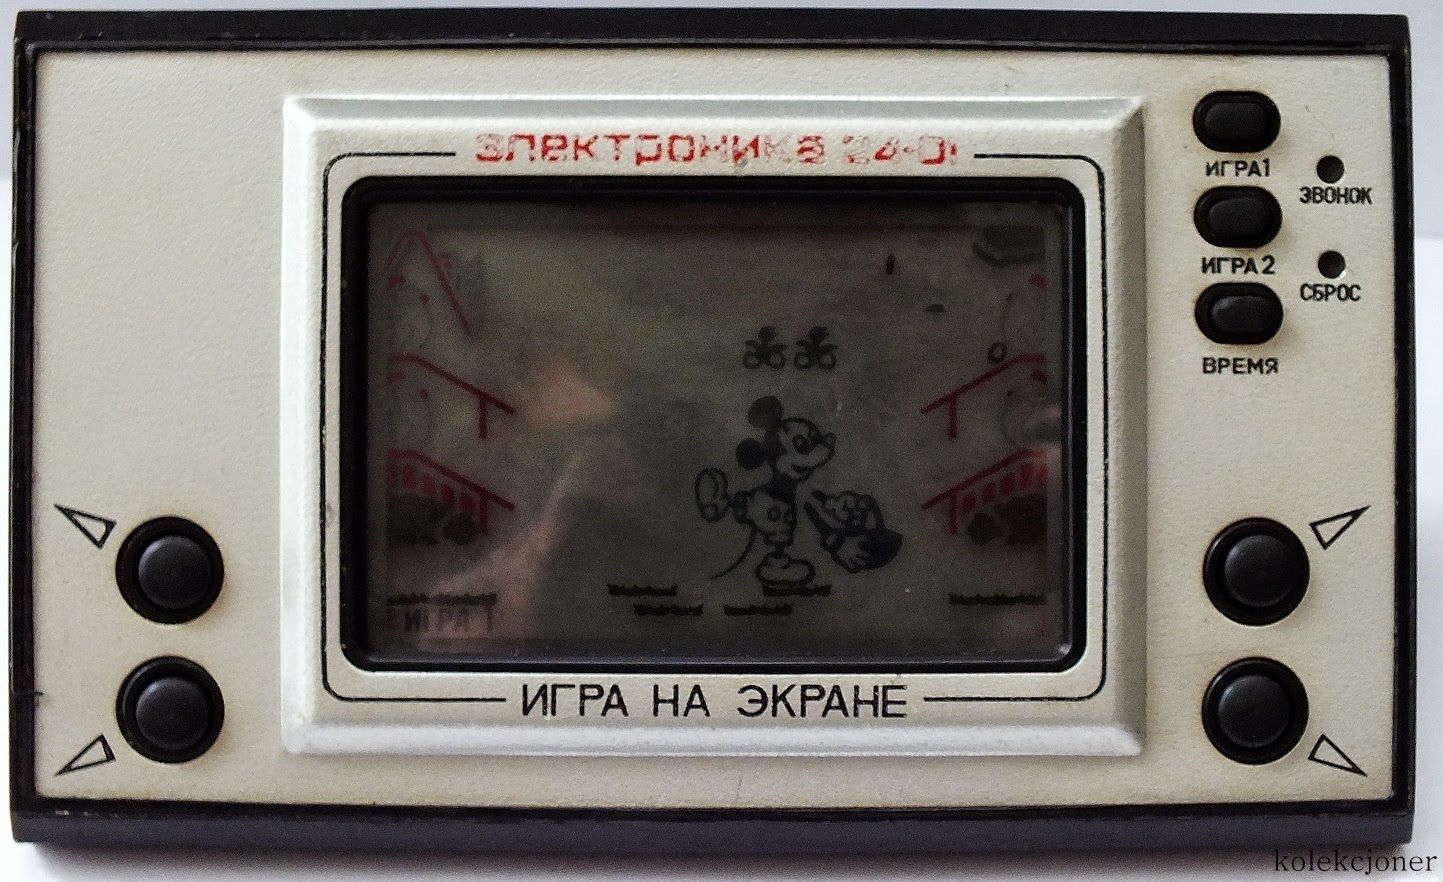 электроника 24-01
ИГРА1
ЗВОНОК
ИГРА2
СБРОС
ВРЕМЯ
ИГРА 1
ИГРА НА ЭКРАНЕ
kolekcjoner